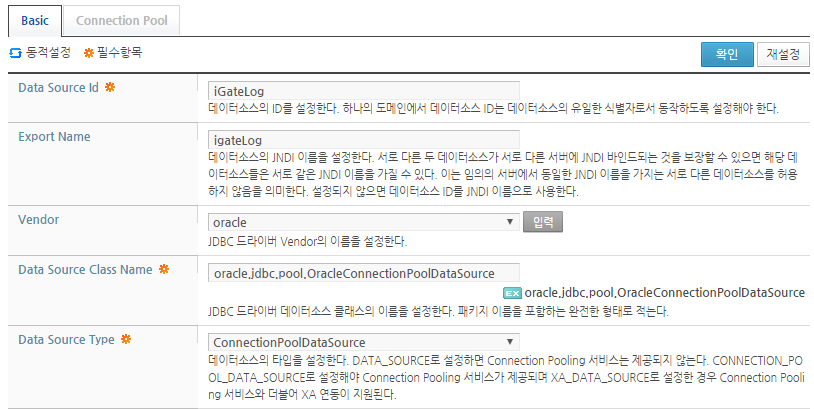 Basic Connection Pool
동적설정 필수항목 확인 재설정
Data Source Id iGateLog
데이터소스의 ID를 설정한다. 하나의 도메인에서 데이터소스 ID는 데이터소스의 유일한 식별자로서 동작하도록 설정해야 한다.
Export Name igateLog
데이터소스의 JNDI 이름을 설정한다. 서로 다른 두 데이터소스가 서로 다른 서버에 JNDI 바인드되는 것을 보장할 수 있으면 해당 데
이터소스들은 서로 같은 JNDI 이름을 가질 수 있다. 이는 임의의 서버에서 동일한 JNDI 이름을 가지는 서로 다른 데이터소스를 허용
하지 않음을 의미한다. 설정되지 않으면 데이터소스 ID를 JNDI 이름으로 사용한다.
Vendor oracle 입력
JDBC 드라이버 Vendor의 이름을 설정한다.
Data Source Class Name oracle.jdbc.pool.OracleConnectionPoolDataSource
EX oracle.jdbc.pool.OracleConnectionPoolDataSource
JDBC 드라이버 데이터소스 클래스의 이름을 설정한다. 패키지 이름을 포함하는 완전한 형태로 적는다.
Data Source Type ConnectionPoolDataSource
데이터소스의 타입을 설정한다. DATA_SOURCE로 설정하면 Connection Pooling 서비스는 제공되지 않는다. CONNECTION_PO
OL_DATA_SOURCE로 설정해야 Connection Pooling 서비스가 제공되며 XA_DATA_SOURCE로 설정한 경우 Connection Pooli
ng 서비스와 더불어 XA 연동이 지원된다.